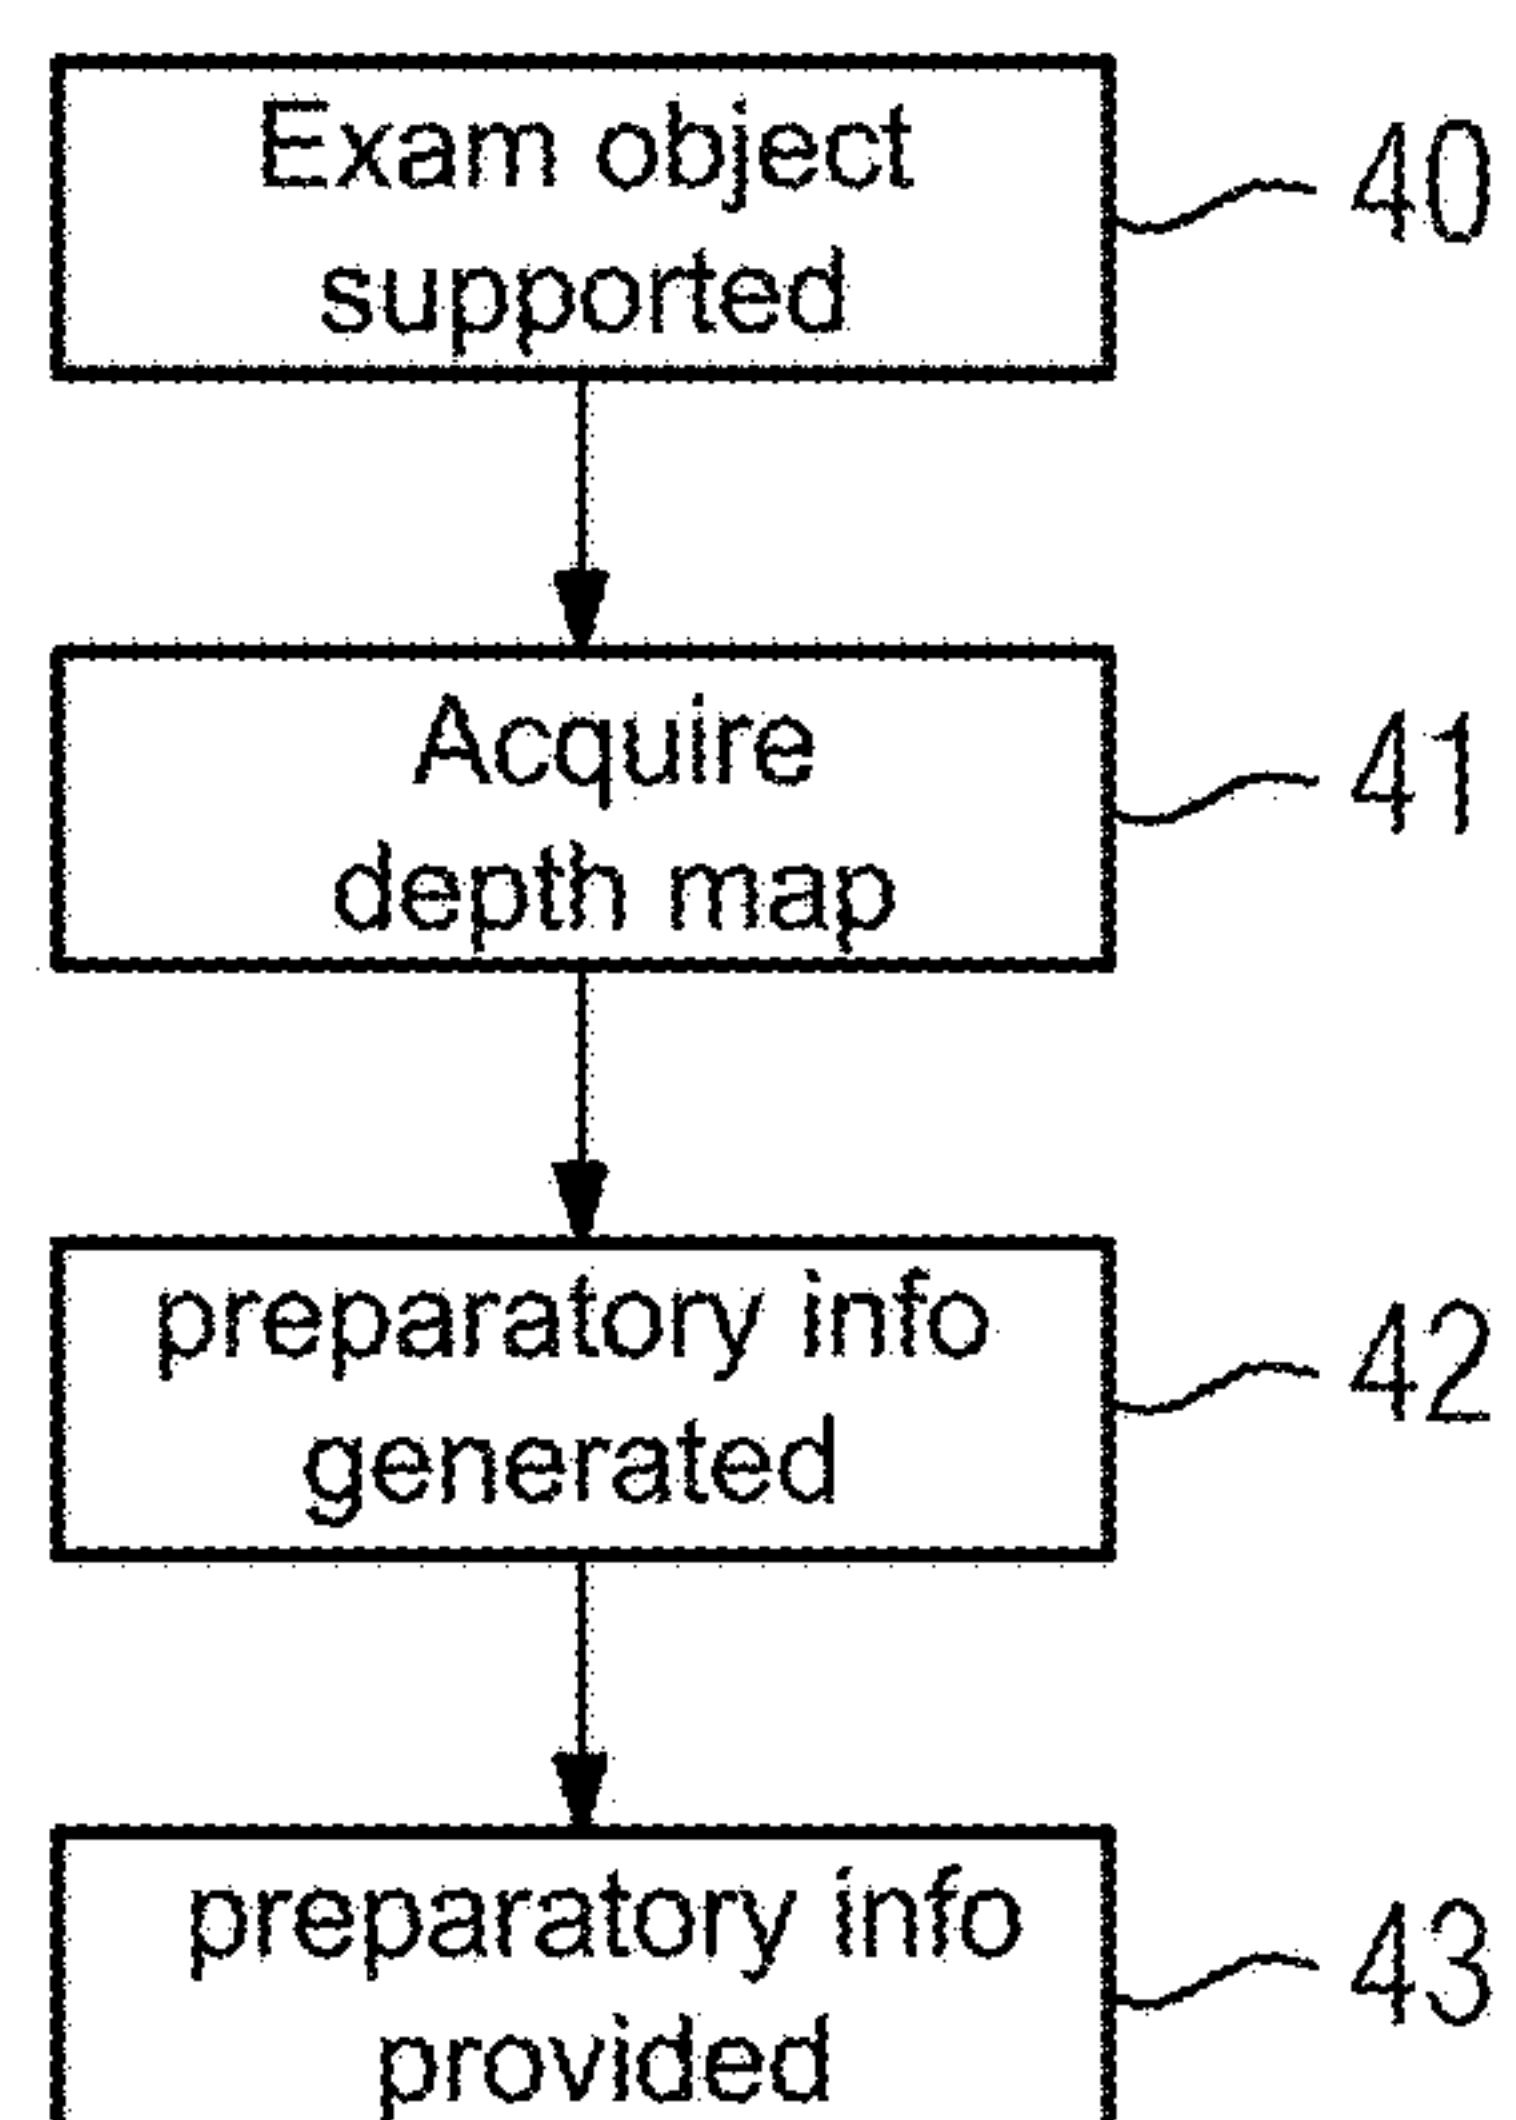 Exam object
supported
40
Acquire
depth map
41
preparatory info
generated
42
preparatory info
provided
43